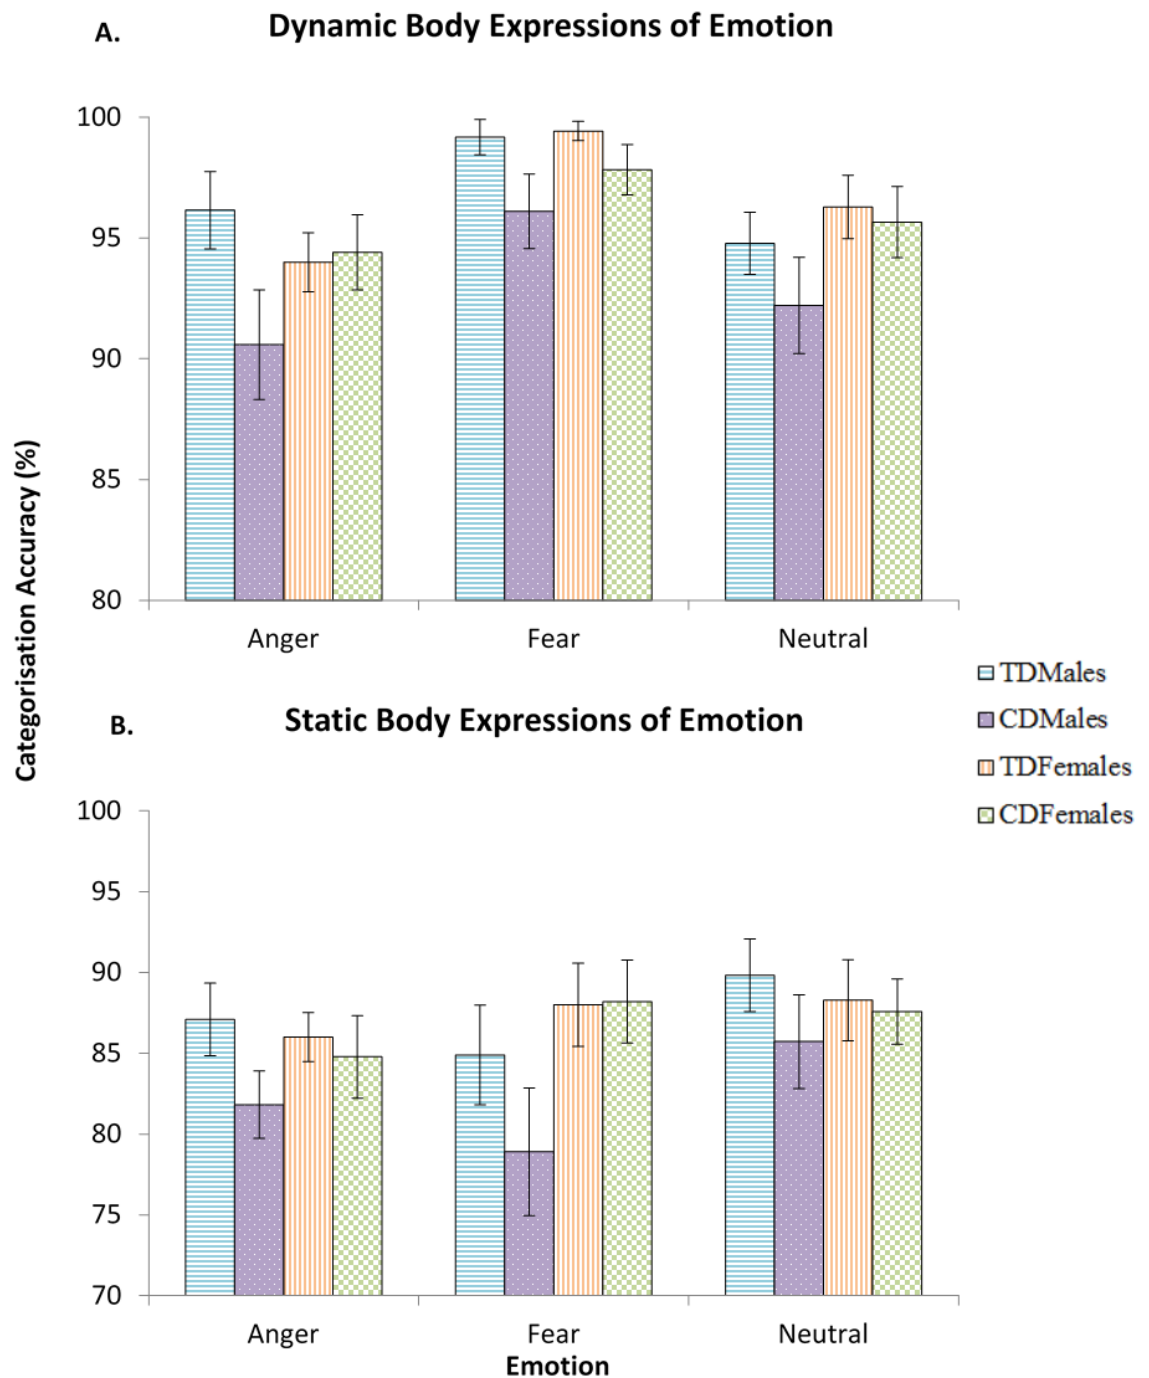 A.
Dynamic Body Expressions of Emotion
100
95
90
85
80
Anger Fear Neutral
Categorisation Accuracy (%)
TDMales
CDMales
TDFemales
CDFemales
B.
Static Body Expressions of Emotion
100
95
90
85
80
75
70
Anger Fear Neutral
Emotion